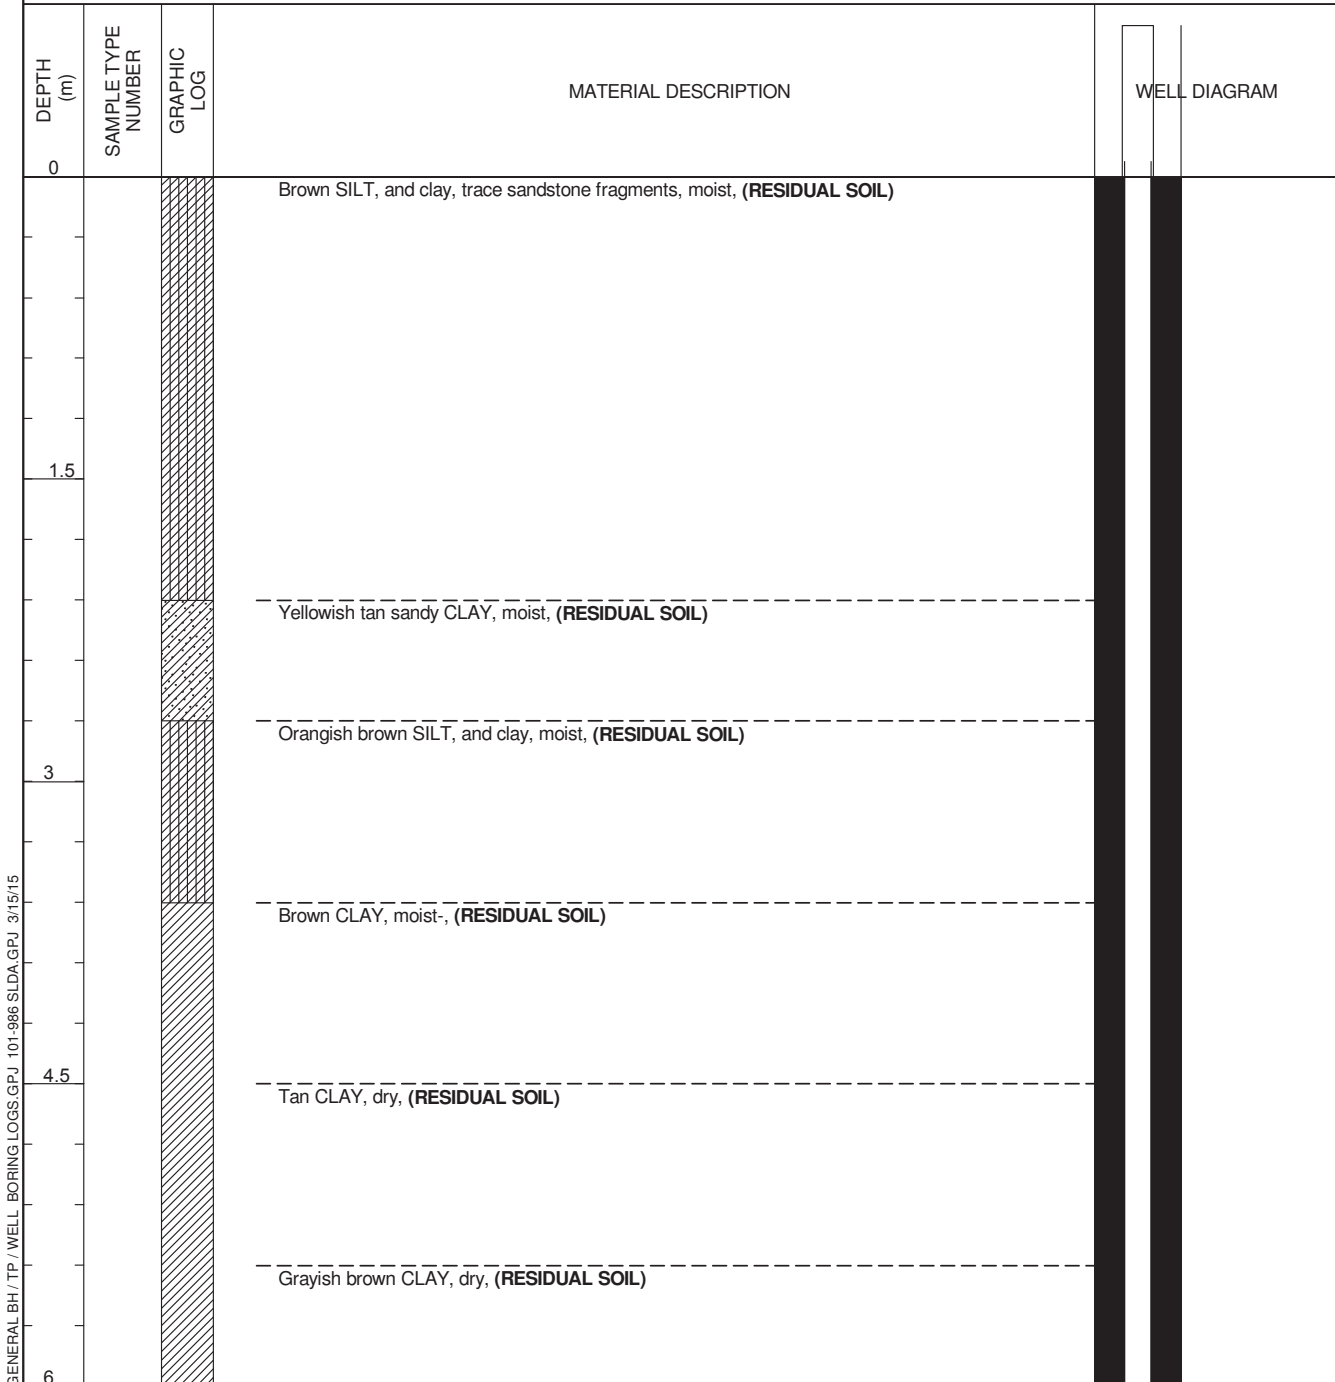 DEPTH
(m)
SAMPLE TYPE
NUMBER
GRAPHIC
LOG
MATERIAL DESCRIPTION
WELL DIAGRAM
0
Brown SILT, and clay, trace sandstone fragments, moist, (RESIDUAL SOIL)
1.5
Yellowish tan sandy CLAY, moist, (RESIDUAL SOIL)
Orangish brown SILT, and clay, moist, (RESIDUAL SOIL)
3
Brown CLAY, moist-, (RESIDUAL SOIL)
4.5
Tan CLAY, dry, (RESIDUAL SOIL)
Grayish brown CLAY, dry, (RESIDUAL SOIL)
6
GENERAL BH / TP / WELL BORING LOGS.GPJ 101-986 SLDA.GPJ 3/15/15